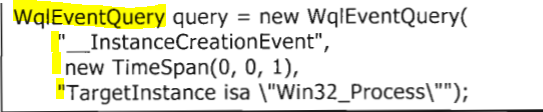 WqlEventQuery query = new WqlEventQuery(
"__InstanceCreationEvent",
new TimeSpan(0, 0, 1),
"TargetInstance isa \"Win32_Process\"");